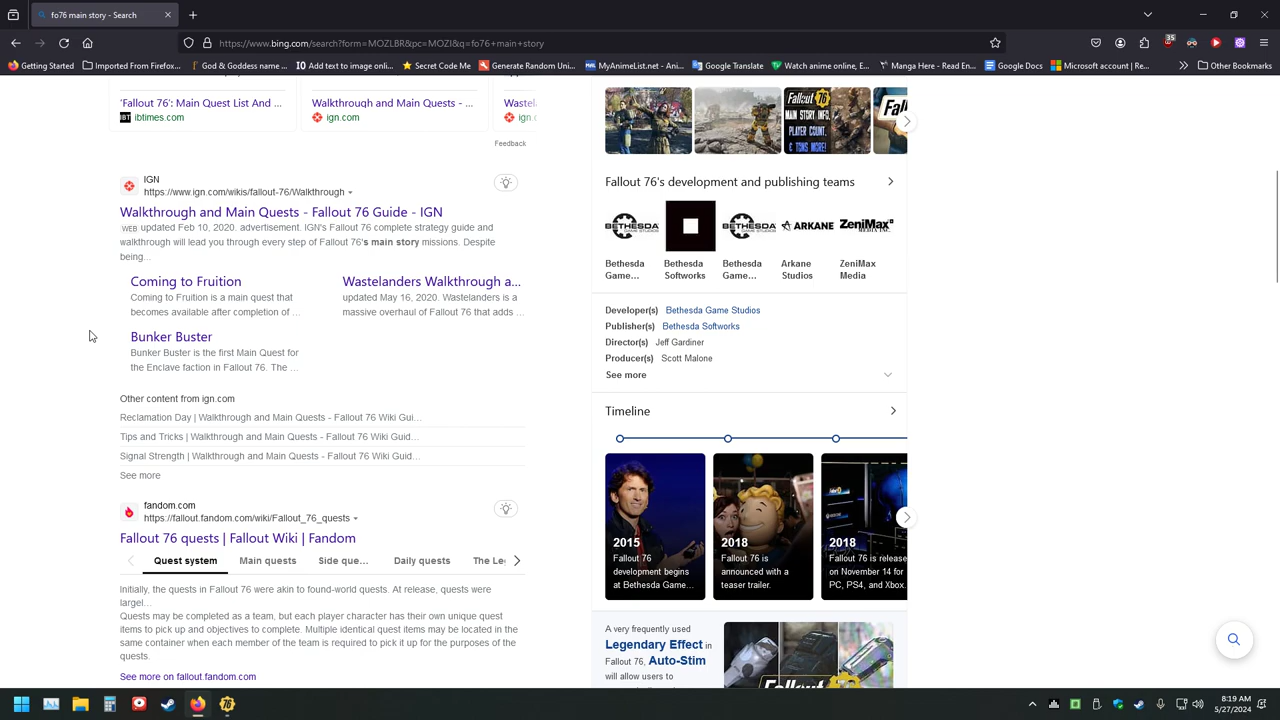 fo76 main story - Search
https://www.bing.com/search?form=MOZLBR&pc=MOZI&q=fo76+main+story
35
Getting Started
Imported From Firefox...
God & Goddess name ...
Add text to image onli...
Secret Code Me
Generate Random Uni...
MyAnimeList.net - Ani...
Google Translate
Watch anime online, E...
Manga Here - Read En...
Google Docs
Microsoft account | Re...
Other Bookmarks
'Fallout 76': Main Quest List And ...
ibtimes.com
Walkthrough and Main Quests - ...
ign.com
Feedback
IGN
https://www.ign.com/wikis/fallout-76/Walkthrough
Walkthrough and Main Quests - Fallout 76 Guide - IGN
WEB updated Feb 10, 2020. advertisement. IGN's Fallout 76 complete strategy guide and
walkthrough will lead you through every step of Fallout 76's main story missions. Despite
being...
Coming to Fruition
Coming to Fruition is a main quest that
becomes available after completion of ...
Wastelanders Walkthrough a...
updated May 16, 2020. Wastelanders is a
massive overhaul of Fallout 76 that adds ...
Bunker Buster
Bunker Buster is the first Main Quest for
the Enclave faction in Fallout 76. The ...
Other content from ign.com
Reclamation Day | Walkthrough and Main Quests - Fallout 76 Wiki Gui...
Tips and Tricks | Walkthrough and Main Quests - Fallout 76 Wiki Guid...
Signal Strength | Walkthrough and Main Quests - Fallout 76 Wiki Guid...
See more
fandom.com
https://fallout.fandom.com/wiki/Fallout_76_quests
Fallout 76 quests | Fallout Wiki | Fandom
Quest system
Main quests
Side que...
Daily quests
The Le
Initially, the quests in Fallout 76 were akin to found-world quests. At release, quests were
largel...
Quests may be completed as a team, but each player character has their own unique quest
items to pick up and objectives to complete. Multiple identical quest items may be located in the
same container when each member of the team is required to pick it up for the purposes of the
quests.
See more on fallout.fandom.com
Fallout 76
MAIN STORY INFO,
PLAYER COUNT,
& TONS MORE!
Fallout 76's development and publishing teams
BETHESDA
BETHESDA
ARKANE
ZeniMax
Bethesda
Game...
Bethesda
Softworks
Bethesda
Game...
Arkane
Studios
ZeniMax
Media
Developer(s) Bethesda Game Studios
Publisher(s) Bethesda Softworks
Director(s) Jeff Gardiner
Producer(s) Scott Malone
See more
Timeline
2015
Fallout 76
development begins
at Bethesda Game...
2018
Fallout 76 is
announced with a
teaser trailer.
2018
Fallout 76 is release
on November 14 for
PC, PS4, and Xbox.
A very frequently used
Legendary Effect in
Fallout 76, Auto-Stim
will allow users to
8:19 AM
5/27/2024